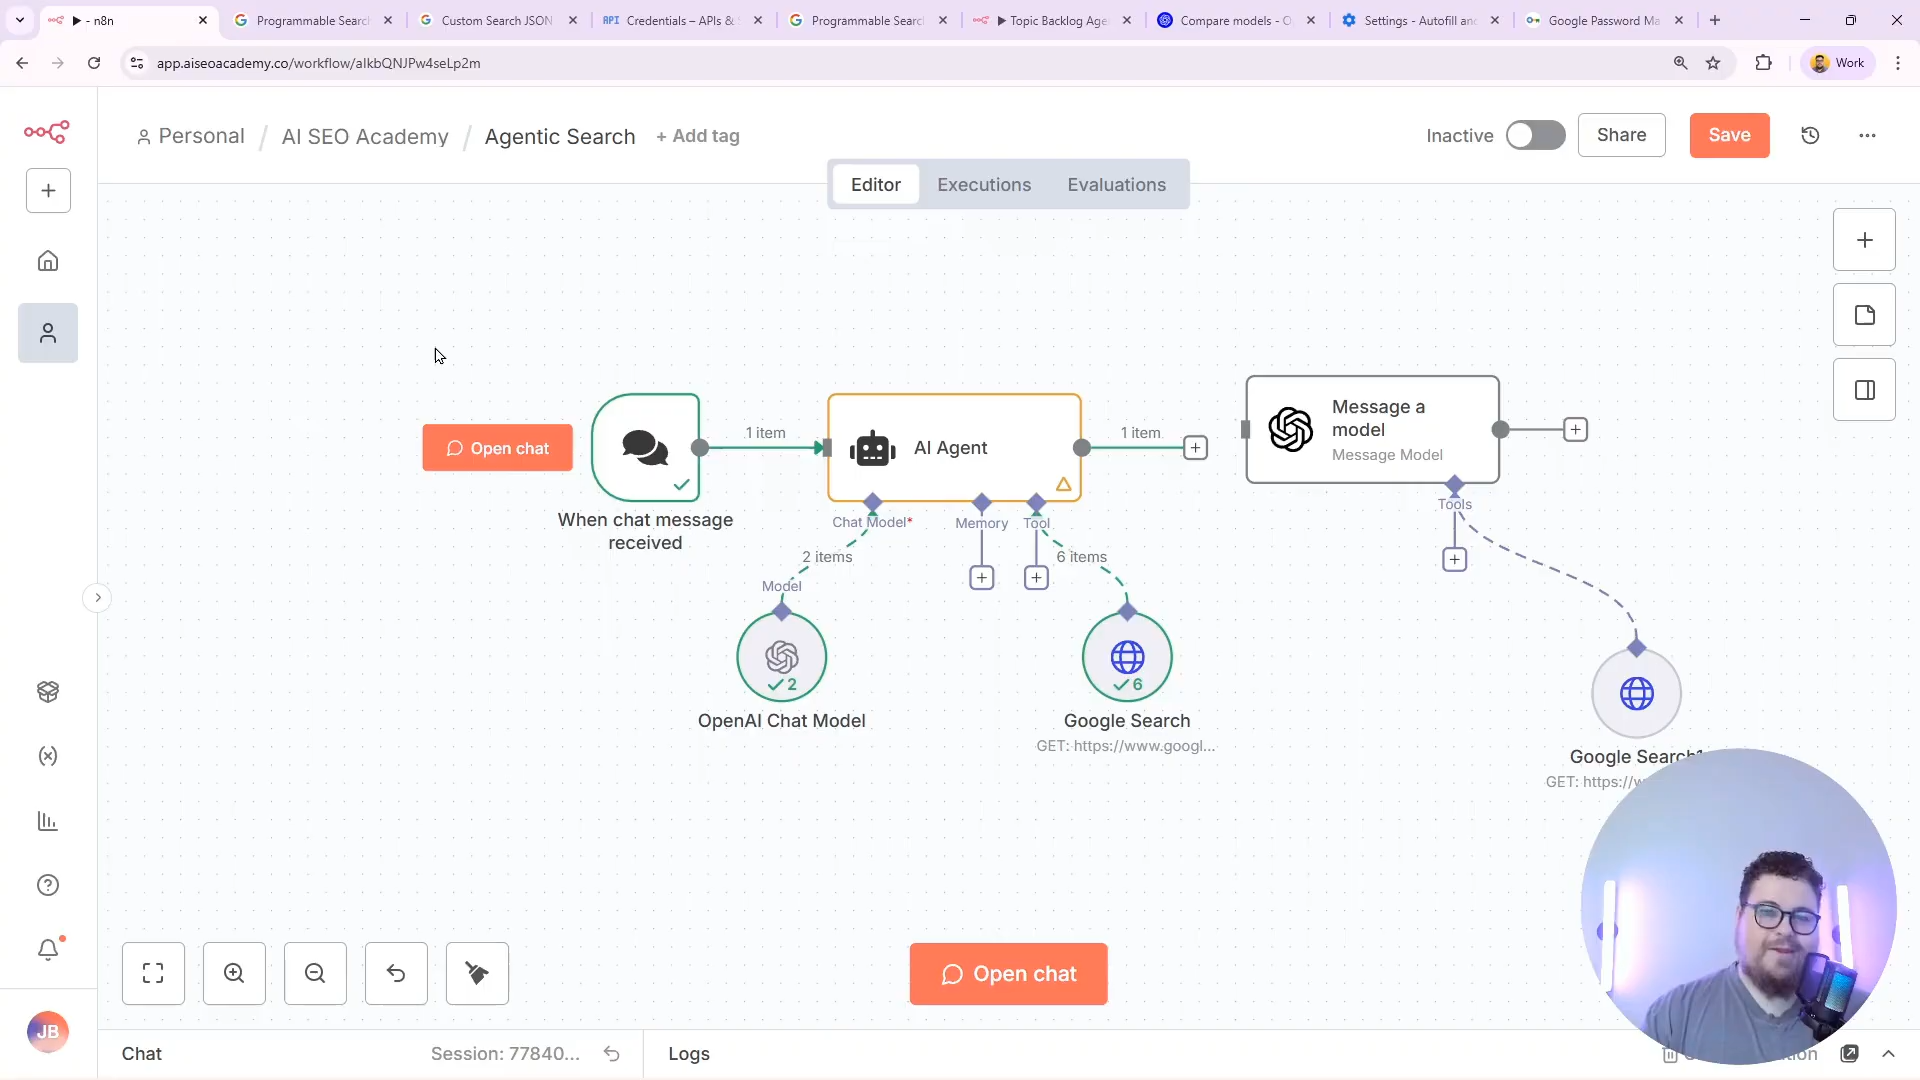 ▶ - n8n
Programmable Searc
Custom Search JSON
API Credentials – APIs &
Programmable Searc
▶ Topic Backlog Age
Compare models - O
Settings - Autofill an
Google Password Ma
app.aiseoacademy.co/workflow/alkbQNJPw4seLp2m
Work
Personal / AI SEO Academy / Agentic Search + Add tag
Inactive
Share
Save
Editor
Executions
Evaluations
Open chat
1 item
AI Agent
1 item
Message a
model
Message Model
When chat message
received
Chat Model*
Memory
Tool
Tools
2 items
6 items
Model
2
6
OpenAI Chat Model
Google Search
GET: https://www.googl...
Google Search1
GET: https://w
Open chat
JB
Chat
Session: 77840...
Logs